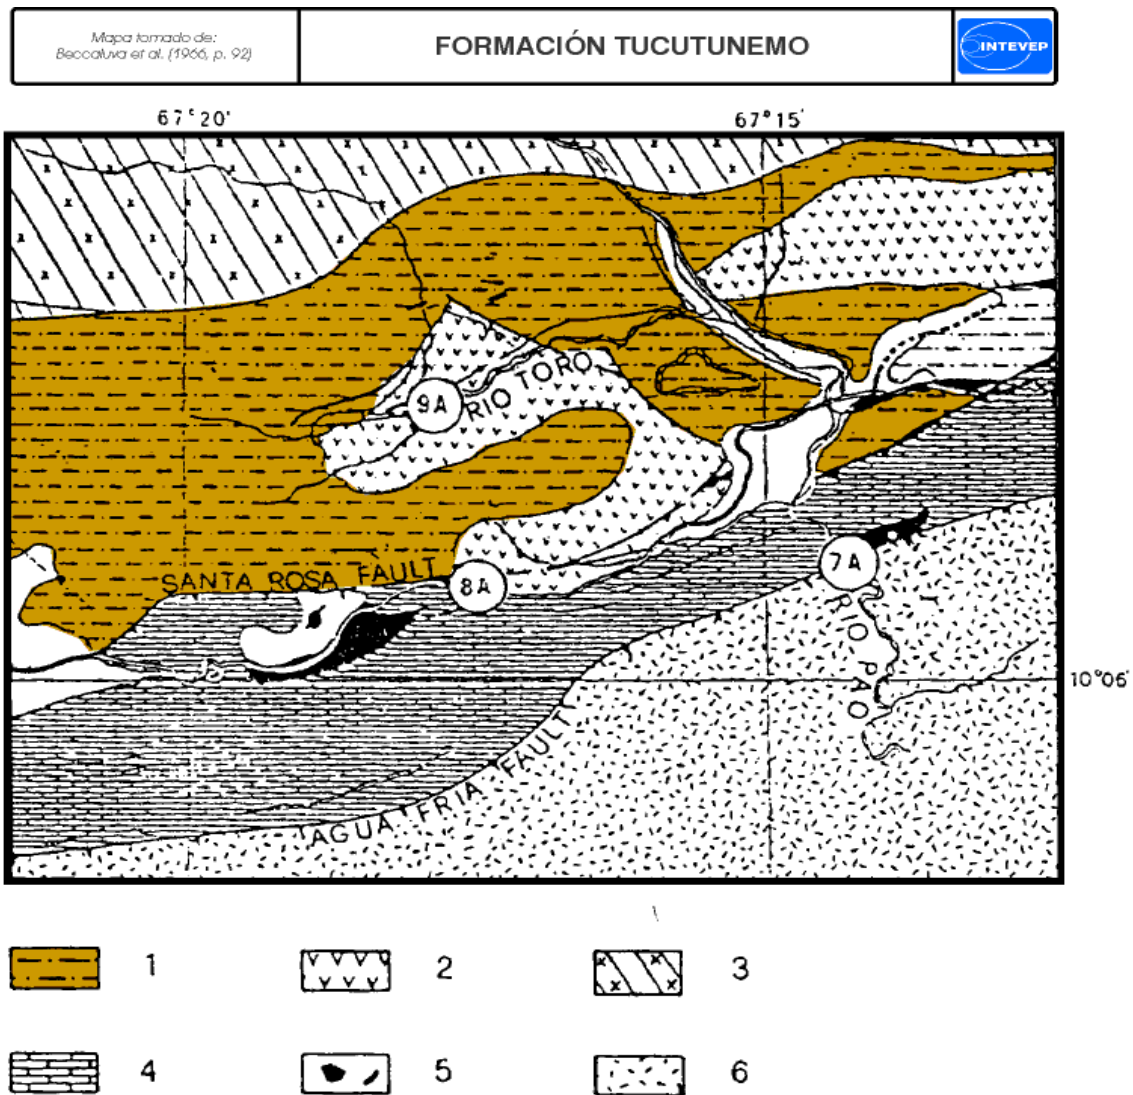 Mapa tomado de:
Beccaluva et al. (1966, p. 92)
FORMACIÓN TUCUTUNEMO
INTEVEP
67°20'
67°15'
RIO TORO
9A
SANTA ROSA FAULT
8A
7A
RIO PAO
10°06'
AGUA FRIA FAULT
1
2
3
4
5
6